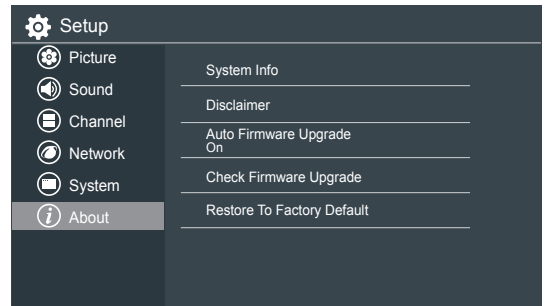 Setup
Picture
Sound
Channel
Network
System
About
System Info
Disclaimer
Auto Firmware Upgrade
On
Check Firmware Upgrade
Restore To Factory Default